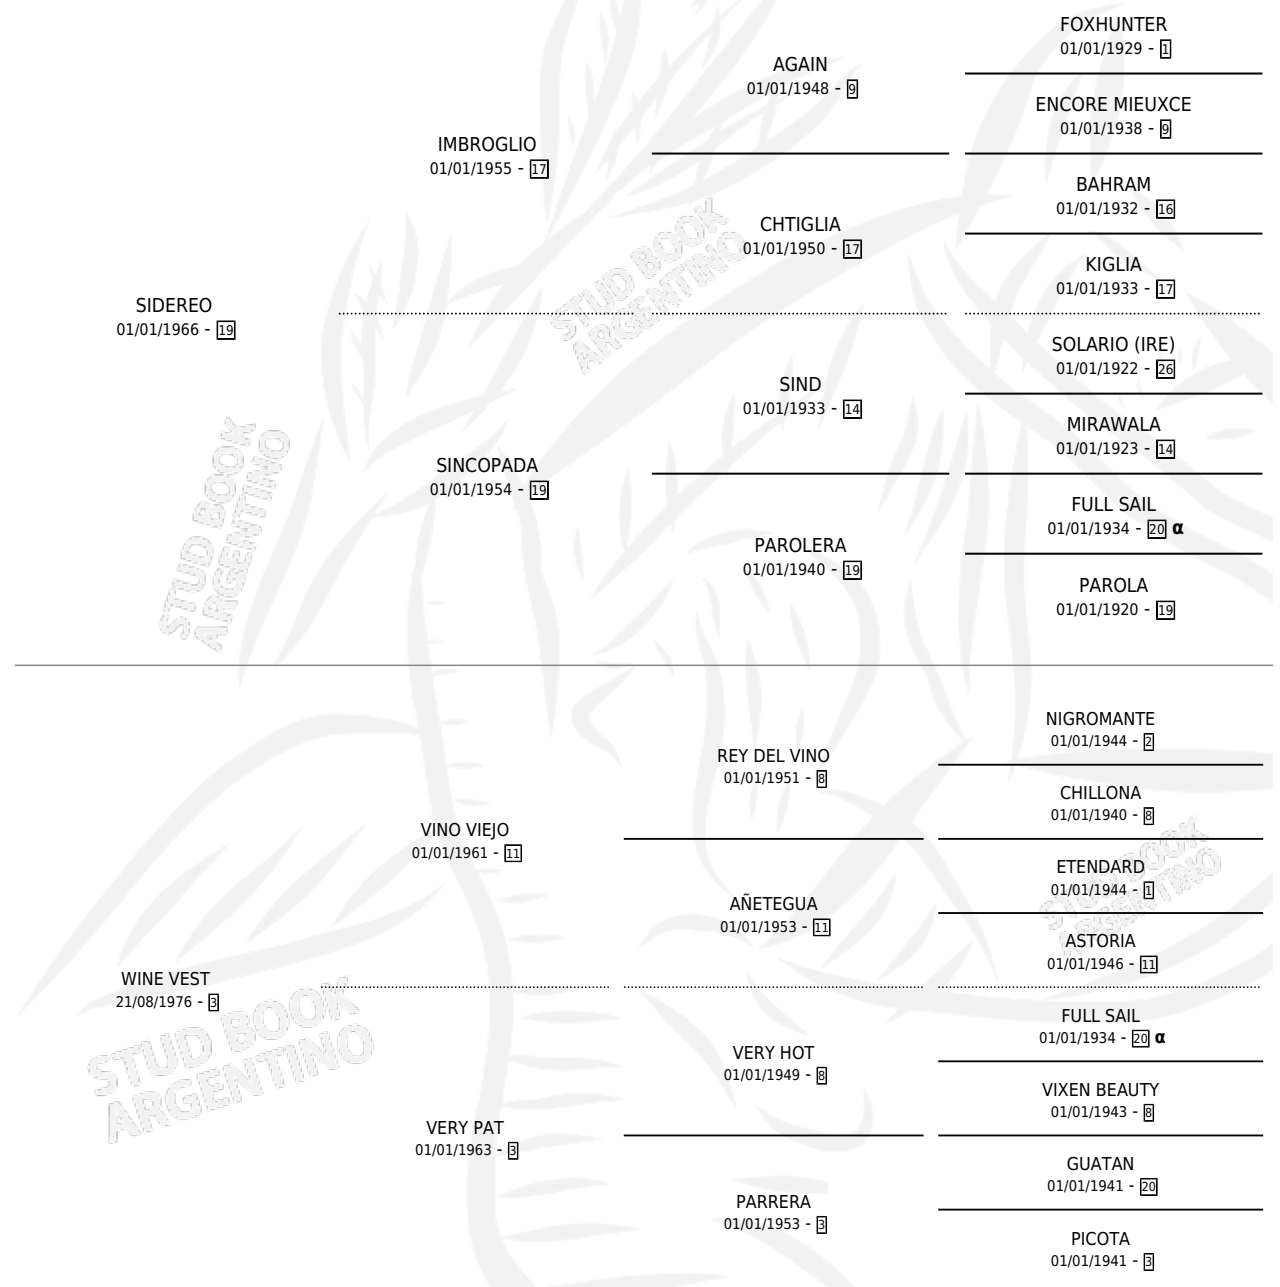 FOXHUNTER
01/01/1929 - 1
AGAIN
01/01/1948 - 9
ENCORE MIEUXCE
01/01/1938 - 9
IMBROGLIO
01/01/1955 - 17
BAHRAM
01/01/1932 - 16
CHTIGLIA
01/01/1950 - 17
KIGLIA
01/01/1933 - 17
SIDEREO
01/01/1966 - 19
SOLARIO (IRE)
01/01/1922 - 26
SIND
01/01/1933 - 14
MIRAWALA
01/01/1923 - 14
SINCOPADA
01/01/1954 - 19
FULL SAIL
01/01/1934 - 20 α
PAROLERA
01/01/1940 - 19
PAROLA
01/01/1920 - 19
STUD BOOK
ARGENTINO
STUD BOOK
ARGENTINO
NIGROMANTE
01/01/1944 - 2
REY DEL VINO
01/01/1951 - 8
CHILLONA
01/01/1940 - 8
VINO VIEJO
01/01/1961 - 11
ETENDARD
01/01/1944 - 1
AÑETEGUA
01/01/1953 - 11
ASTORIA
01/01/1946 - 11
WINE VEST
21/08/1976 - 3
FULL SAIL
01/01/1934 - 20 α
VERY HOT
01/01/1949 - 8
VIXEN BEAUTY
01/01/1943 - 8
VERY PAT
01/01/1963 - 3
GUATAN
01/01/1941 - 20
PARRERA
01/01/1953 - 3
PICOTA
01/01/1941 - 3
STUD BOOK
ARGENTINO
STUD BOOK
ARGENTINO